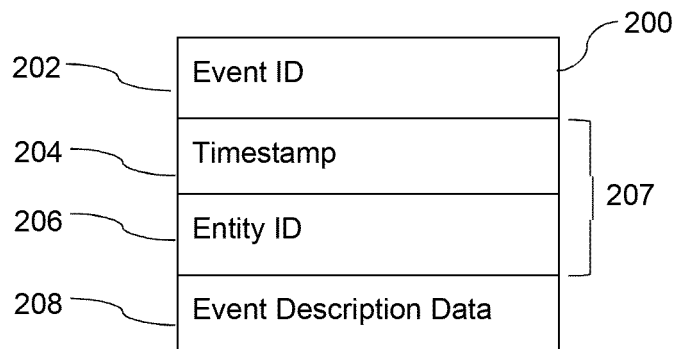 200
202 Event ID
204 Timestamp
207
206 Entity ID
208 Event Description Data